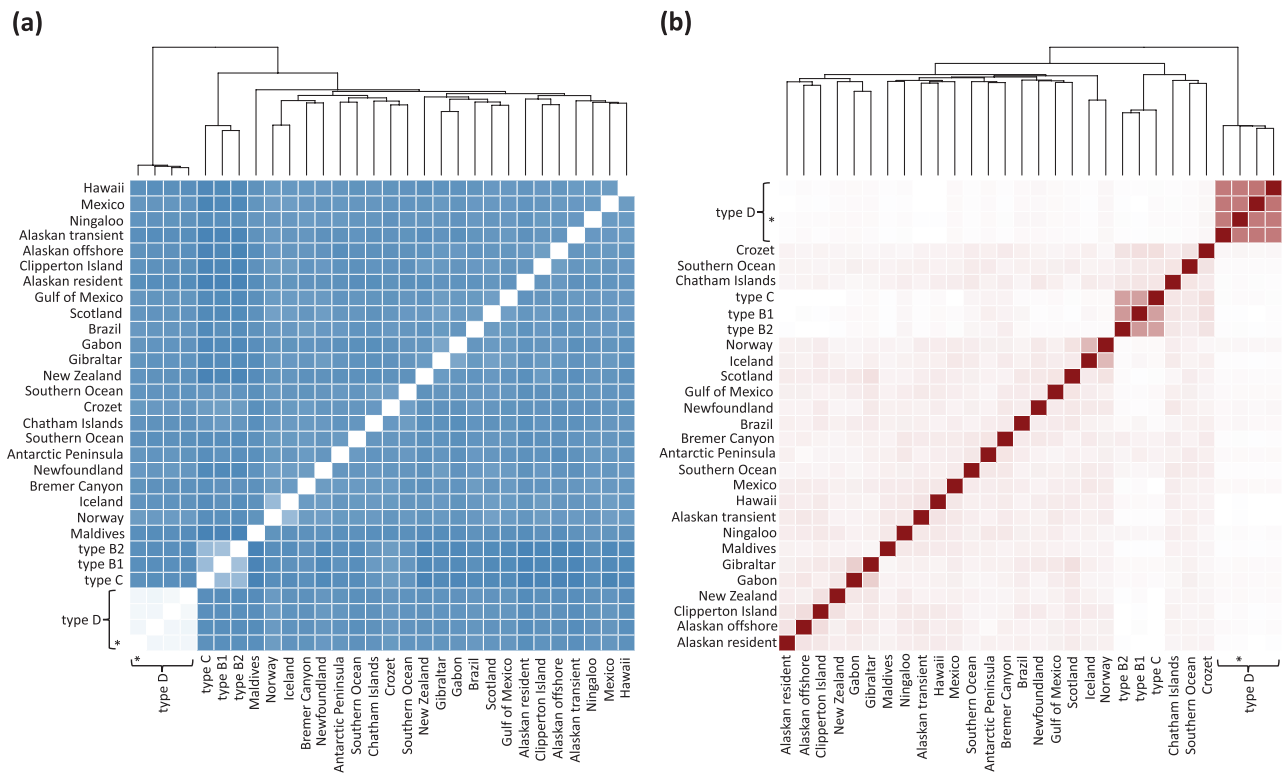 (a)
Hawaii
Mexico
Ningaloo
Alaskan transient
Alaskan offshore
Clipperton Island
Alaskan resident
Gulf of Mexico
Scotland
Brazil
Gabon
Gibraltar
New Zealand
Southern Ocean
Crozet
Chatham Islands
Southern Ocean
Antarctic Peninsula
Newfoundland
Bremer Canyon
Iceland
Norway
Maldives
type B2
type B1
type C
type D
*
*
type D
type C
type B1
type B2
Maldives
Norway
Iceland
Bremer Canyon
Newfoundland
Antarctic Peninsula
Southern Ocean
Chatham Islands
Crozet
Southern Ocean
New Zealand
Gibraltar
Gabon
Brazil
Scotland
Gulf of Mexico
Alaskan resident
Clipperton Island
Alaskan offshore
Alaskan transient
Ningaloo
Mexico
Hawaii
(b)
type D
*
Crozet
Southern Ocean
Chatham Islands
type C
type B1
type B2
Norway
Iceland
Scotland
Gulf of Mexico
Newfoundland
Brazil
Bremer Canyon
Antarctic Peninsula
Southern Ocean
Mexico
Hawaii
Alaskan transient
Ningaloo
Maldives
Gibraltar
Gabon
New Zealand
Clipperton Island
Alaskan offshore
Alaskan resident
Alaskan resident
Alaskan offshore
Clipperton Island
New Zealand
Gabon
Gibraltar
Maldives
Ningaloo
Alaskan transient
Hawaii
Mexico
Southern Ocean
Antarctic Peninsula
Bremer Canyon
Brazil
Newfoundland
Gulf of Mexico
Scotland
Iceland
Norway
type B2
type B1
type C
Chatham Islands
Southern Ocean
Crozet
*
type D